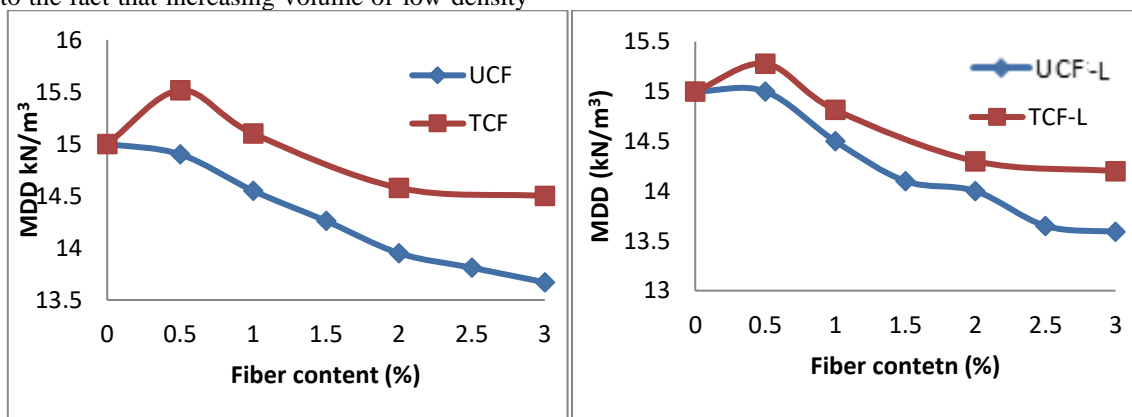 to the fact that increasing volume of low density
16
15.5
15
14.5
14
13.5
MDD kN/m³
UCF
TCF
0 0.5 1 1.5 2 2.5 3
Fiber content (%)
15.5
15
14.5
14
13.5
13
MDD (kN/m³)
UCF-L
TCF-L
0 0.5 1 1.5 2 2.5 3
Fiber contetn (%)